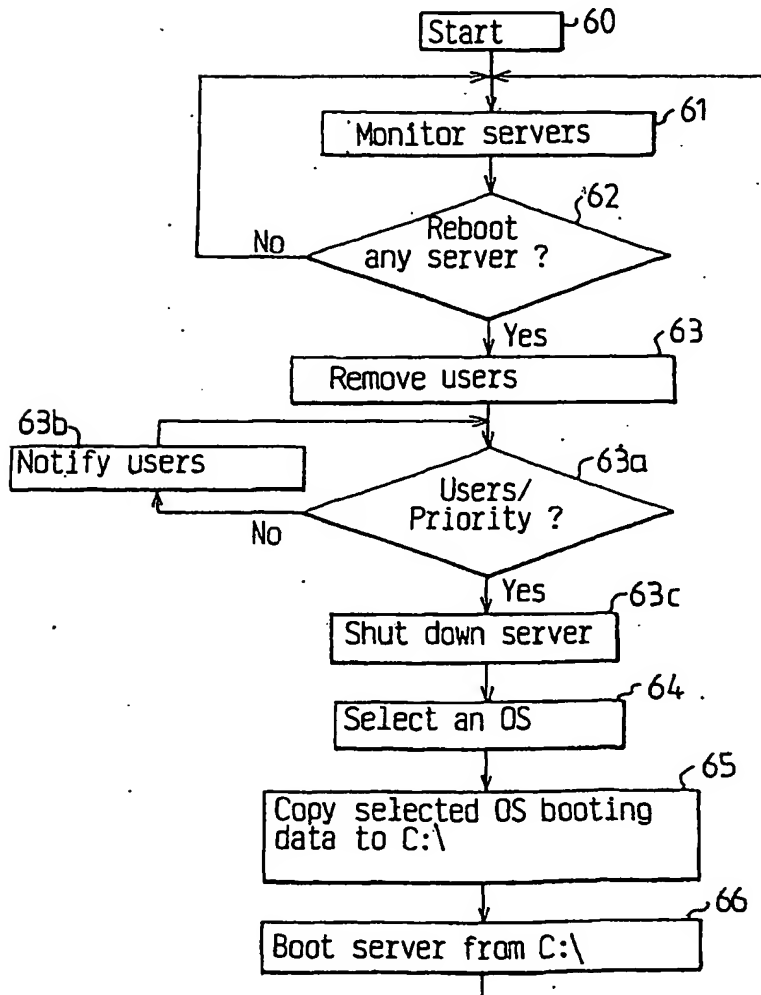 Start
60
Monitor servers
61
62
Reboot
any server ?
No
Yes
63
Remove users
63b
Notify users
63a
Users/
Priority ?
No
Yes
63c
Shut down server
64
Select an OS
65
Copy selected OS booting
data to C:\
66
Boot server from C:\